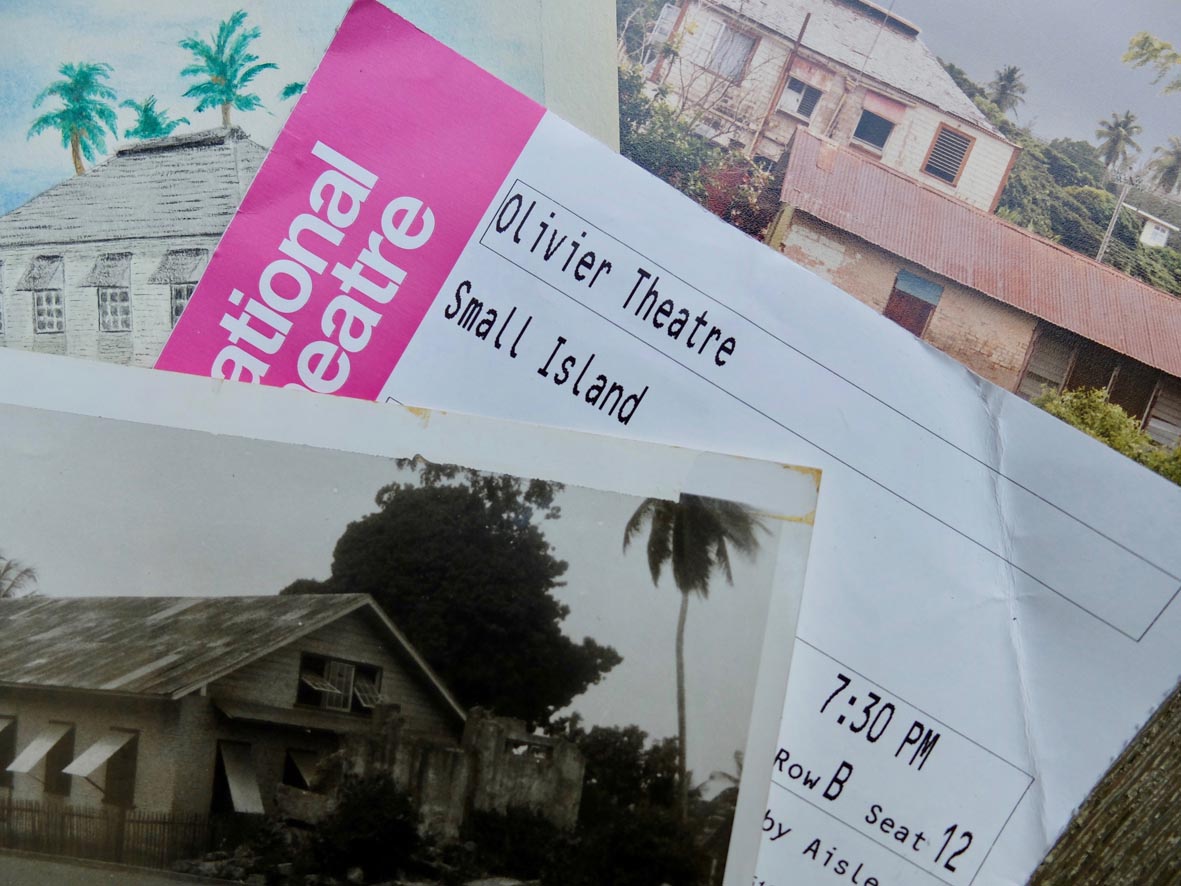 ational
eatre
Olivier Theatre
Small Island
7:30 PM
Row B Seat 12
by Aisle